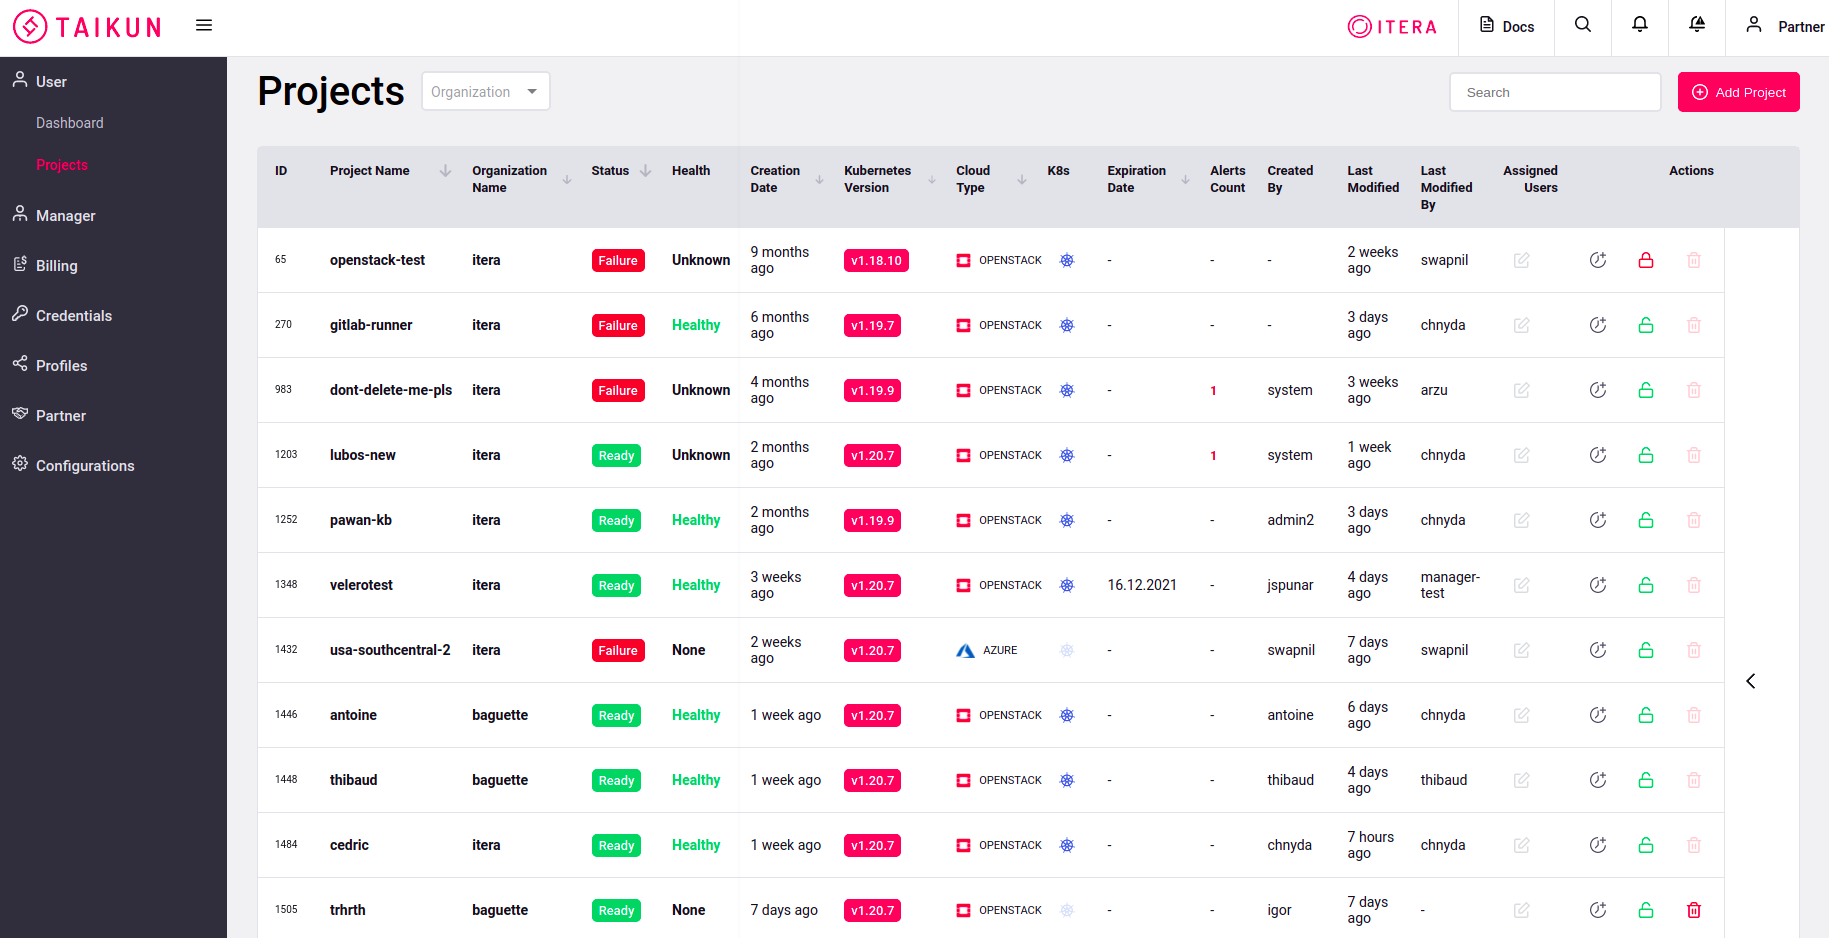 TAIKUN
ITERA
Docs
Partner
User
Dashboard
Projects
Manager
Billing
Credentials
Profiles
Partner
Configurations
Projects
Organization
Search
Add Project
ID Project Name Organization Name Status Health Creation Date Kubernetes Version Cloud Type K8s Expiration Date Alerts Count Created By Last Modified Last Modified By Assigned Users Actions
65 openstack-test itera Failure Unknown 9 months ago v1.18.10 OPENSTACK - - - 2 weeks ago swapnil
270 gitlab-runner itera Failure Healthy 6 months ago v1.19.7 OPENSTACK - - - 3 days ago chnyda
983 dont-delete-me-pls itera Failure Unknown 4 months ago v1.19.9 OPENSTACK - 1 system 3 weeks ago arzu
1203 lubos-new itera Ready Unknown 2 months ago v1.20.7 OPENSTACK - 1 system 1 week ago chnyda
1252 pawan-kb itera Ready Healthy 2 months ago v1.19.9 OPENSTACK - - admin2 3 days ago chnyda
1348 velerotest itera Ready Healthy 3 weeks ago v1.20.7 OPENSTACK 16.12.2021 - jspunar 4 days ago manager-test
1432 usa-southcentral-2 itera Failure None 2 weeks ago v1.20.7 AZURE - - swapnil 7 days ago swapnil
1446 antoine baguette Ready Healthy 1 week ago v1.20.7 OPENSTACK - - antoine 6 days ago chnyda
1448 thibaud baguette Ready Healthy 1 week ago v1.20.7 OPENSTACK - - thibaud 4 days ago thibaud
1484 cedric itera Ready Healthy 1 week ago v1.20.7 OPENSTACK - - chnyda 7 hours ago chnyda
1505 trhrth baguette Ready None 7 days ago v1.20.7 OPENSTACK - - igor 7 days ago -